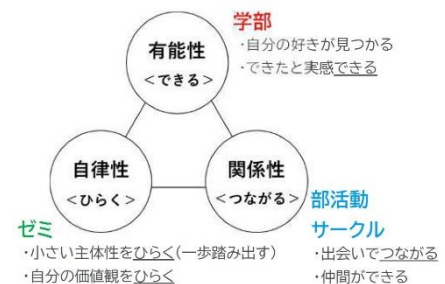 学部
・自分の好きが見つかる
・できたと実感できる
有能性
<できる>
自律性
<ひらく>
関係性
<つながる>
ゼミ
・小さい主体性をひらく(一歩踏み出す)
・自分の価値観をひらく
部活動
サークル
・出会いでつながる
・仲間ができる